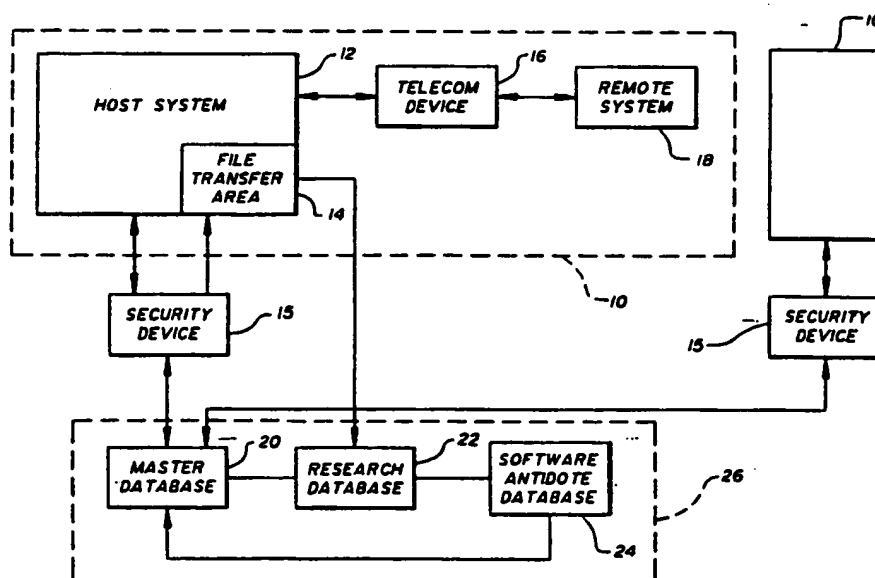 12
HOST SYSTEM
16
TELECOM
DEVICE
REMOTE
SYSTEM
18
FILE
TRANSFER
AREA
14
10
SECURITY
DEVICE
15
15
SECURITY
DEVICE
20
MASTER
DATABASE
22
RESEARCH
DATABASE
SOFTWARE
ANTIDOTE
DATABASE
24
26